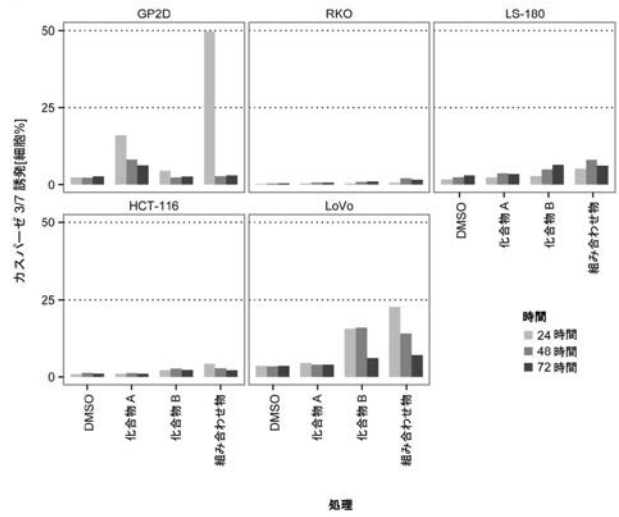 GP2D
RKO
LS-180
50
25
0
カスパーゼ 3/7 誘発[細胞%]
HCT-116
LoVo
50
25
0
DMSO
化合物 A
化合物 B
組み合わせ物
DMSO
化合物 A
化合物 B
組み合わせ物
DMSO
化合物 A
化合物 B
組み合わせ物
時間
24 時間
48 時間
72 時間
処理